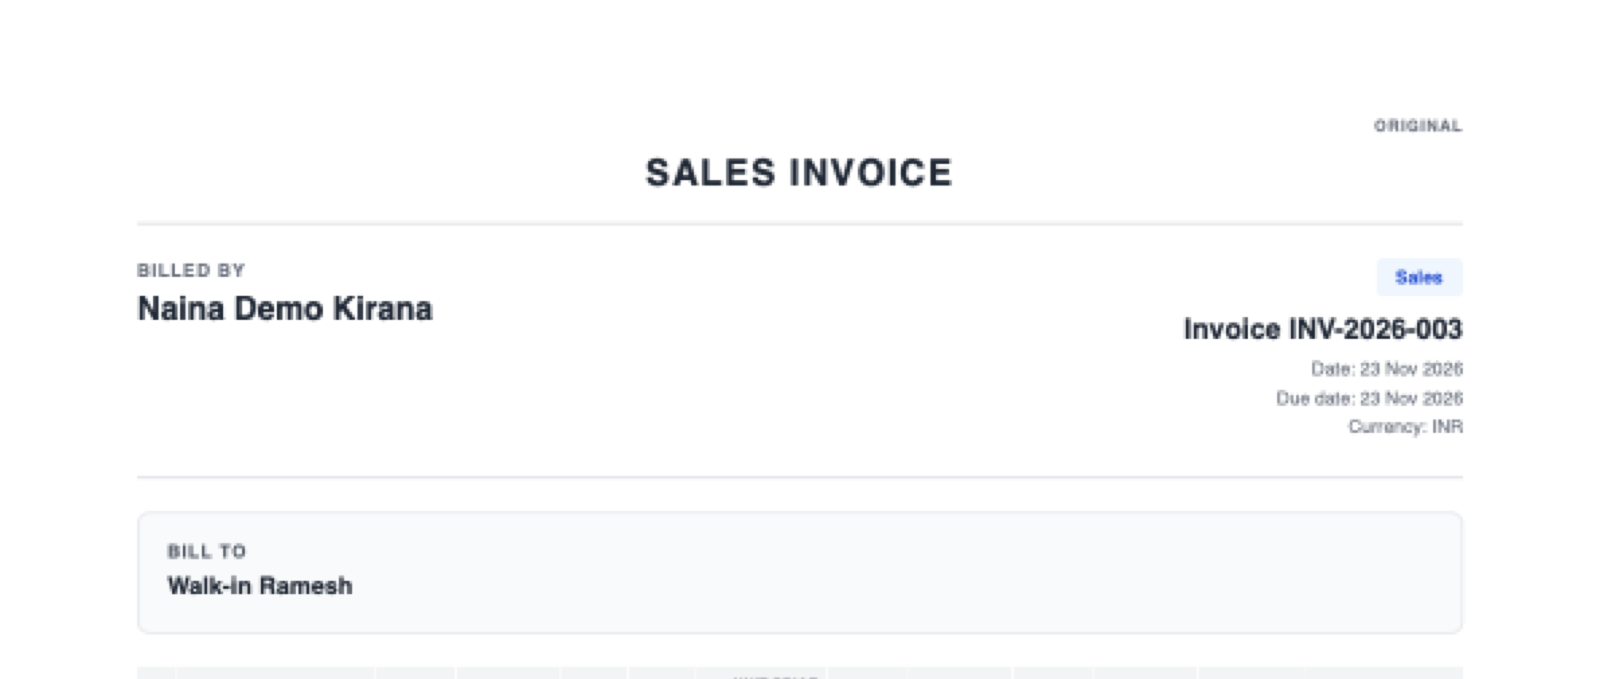 ORIGINAL
SALES INVOICE
BILLED BY
Naina Demo Kirana
Sales
Invoice INV-2026-003
Date: 23 Nov 2026
Due date: 23 Nov 2026
Currency: INR
BILL TO
Walk-in Ramesh